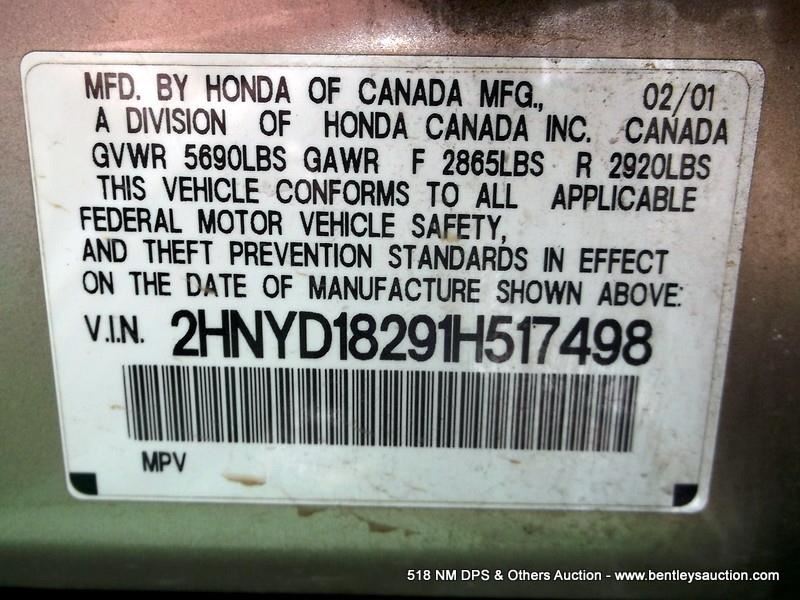 MFD. BY HONDA OF CANADA MFG., 02/01
A DIVISION OF HONDA CANADA INC. CANADA
GVWR 5690LBS GAWR F 2865LBS R 2920LBS
THIS VEHICLE CONFORMS TO ALL APPLICABLE
FEDERAL MOTOR VEHICLE SAFETY,
AND THEFT PREVENTION STANDARDS IN EFFECT
ON THE DATE OF MANUFACTURE SHOWN ABOVE:
V.I.N. 2HNYD18291H517498
MPV
518 NM DPS & Others Auction - www.bentleysauction.com